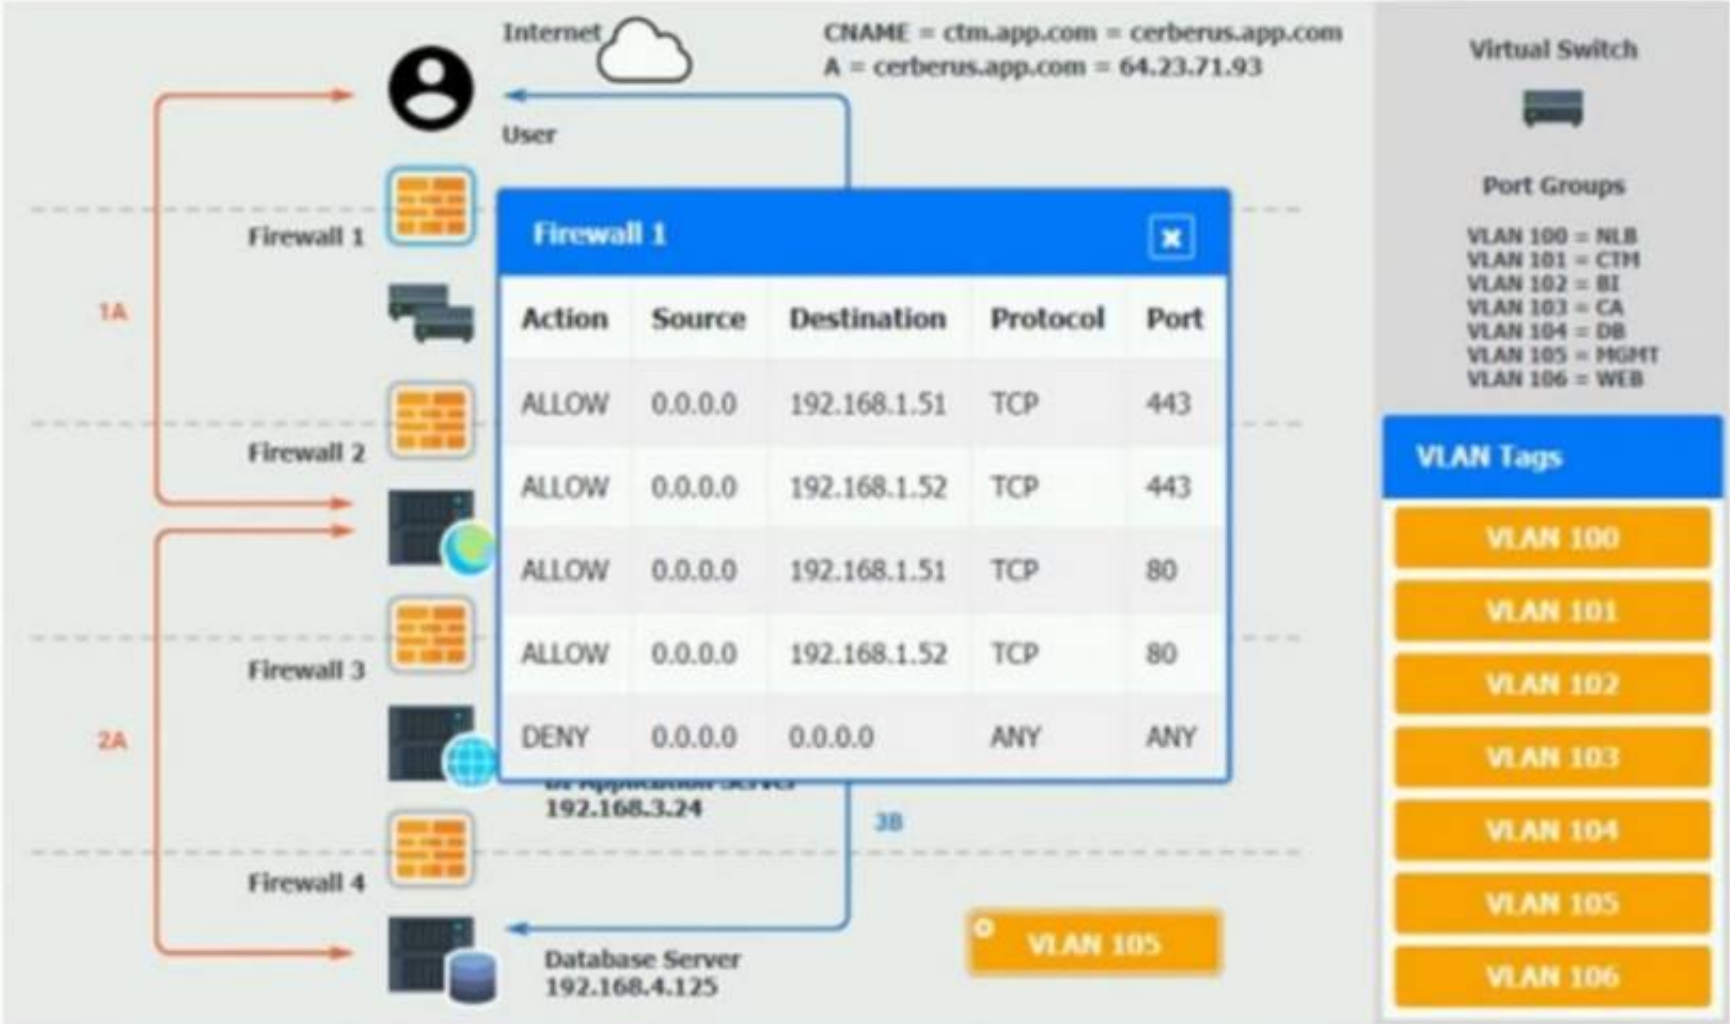 Internet
CNAME = ctm.app.com = cerberus.app.com
A = cerberus.app.com = 64.23.71.93
User
Firewall 1
1A
Firewall 2
Firewall 3
2A
Firewall 4
Firewall 1
Action Source Destination Protocol Port
ALLOW 0.0.0.0 192.168.1.51 TCP 443
ALLOW 0.0.0.0 192.168.1.52 TCP 443
ALLOW 0.0.0.0 192.168.1.51 TCP 80
ALLOW 0.0.0.0 192.168.1.52 TCP 80
DENY 0.0.0.0 0.0.0.0 ANY ANY
BI Application Server
192.168.3.24
3B
Database Server
192.168.4.125
VLAN 105
Virtual Switch
Port Groups
VLAN 100 = NLB
VLAN 101 = CTM
VLAN 102 = BI
VLAN 103 = CA
VLAN 104 = DB
VLAN 105 = MGMT
VLAN 106 = WEB
VLAN Tags
VLAN 100
VLAN 101
VLAN 102
VLAN 103
VLAN 104
VLAN 105
VLAN 106